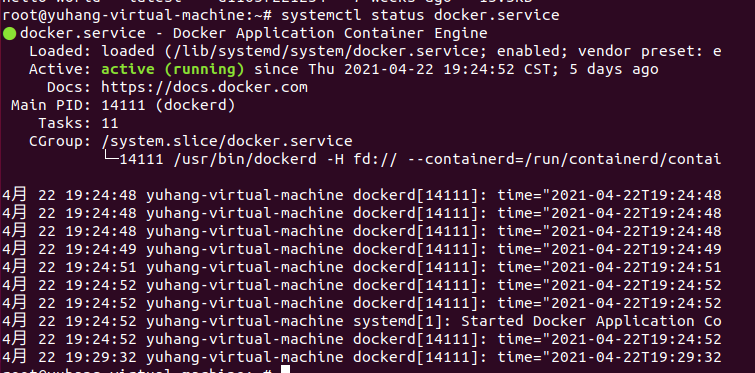 root@yuhang-virtual-machine:~# systemctl status docker.service
docker.service - Docker Application Container Engine
Loaded: loaded (/lib/systemd/system/docker.service; enabled; vendor preset: e
Active: active (running) since Thu 2021-04-22 19:24:52 CST; 5 days ago
Docs: https://docs.docker.com
Main PID: 14111 (dockerd)
Tasks: 11
CGroup: /system.slice/docker.service
└─14111 /usr/bin/dockerd -H fd:// --containerd=/run/containerd/contai
4月 22 19:24:48 yuhang-virtual-machine dockerd[14111]: time="2021-04-22T19:24:48
4月 22 19:24:48 yuhang-virtual-machine dockerd[14111]: time="2021-04-22T19:24:48
4月 22 19:24:48 yuhang-virtual-machine dockerd[14111]: time="2021-04-22T19:24:48
4月 22 19:24:49 yuhang-virtual-machine dockerd[14111]: time="2021-04-22T19:24:49
4月 22 19:24:51 yuhang-virtual-machine dockerd[14111]: time="2021-04-22T19:24:51
4月 22 19:24:52 yuhang-virtual-machine dockerd[14111]: time="2021-04-22T19:24:52
4月 22 19:24:52 yuhang-virtual-machine dockerd[14111]: time="2021-04-22T19:24:52
4月 22 19:24:52 yuhang-virtual-machine systemd[1]: Started Docker Application Co
4月 22 19:24:52 yuhang-virtual-machine dockerd[14111]: time="2021-04-22T19:24:52
4月 22 19:29:32 yuhang-virtual-machine dockerd[14111]: time="2021-04-22T19:29:32
root@yuhang-virtual-machine:~#